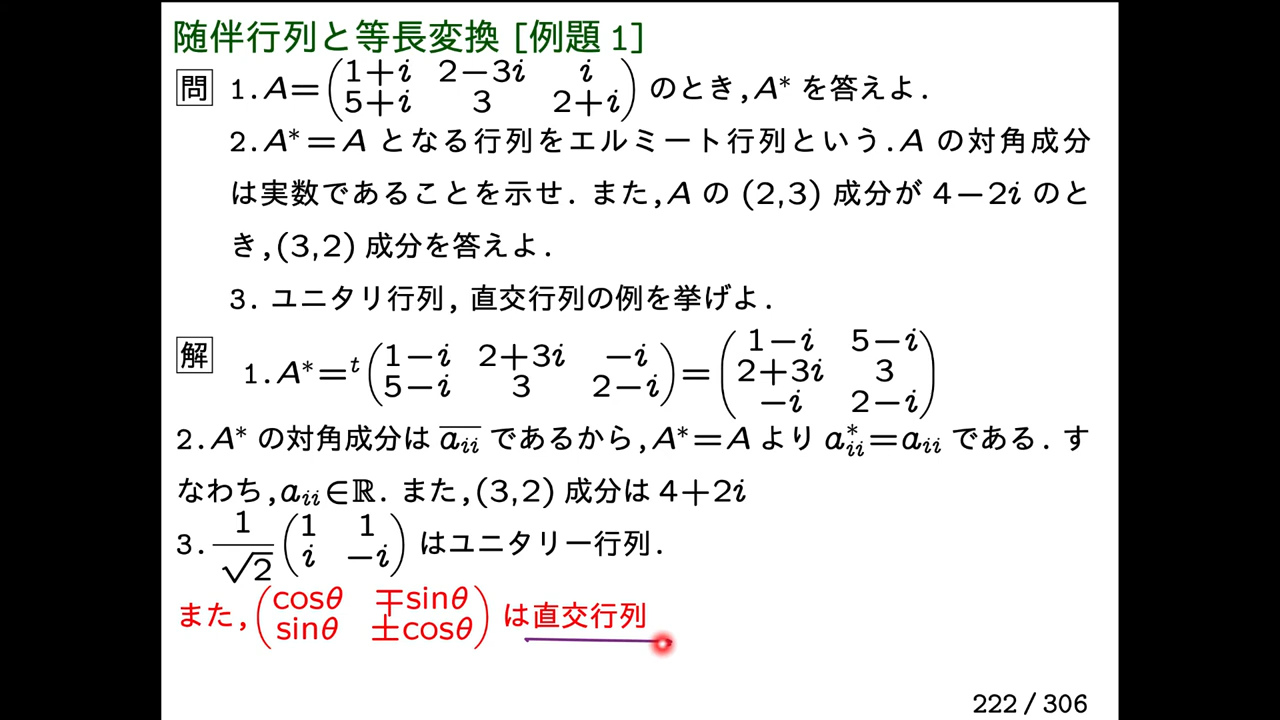 随伴行列と等長変換 [例題 1]
問 1. A=(1+i 2−3i i
5+i 3 2+i) のとき, A* を答えよ.
2. A*=A となる行列をエルミート行列という. A の対角成分
は実数であることを示せ. また, A の (2,3) 成分が 4−2i のと
き, (3,2) 成分を答えよ.
3. ユニタリ行列, 直交行列の例を挙げよ.
解 1. A*=ᵗ(1−i 2+3i −i
5−i 3 2−i)=(1−i 5−i
2+3i 3
−i 2−i)
2. A* の対角成分は a̅ᵢᵢ であるから, A*=A より a*ᵢᵢ=aᵢᵢ である. す
なわち, aᵢᵢ∈ℝ. また, (3,2) 成分は 4+2i
3. 1/√2 (1 1
i −i) はユニタリー行列.
また, (cosθ ∓sinθ
sinθ ±cosθ) は直交行列
222 / 306